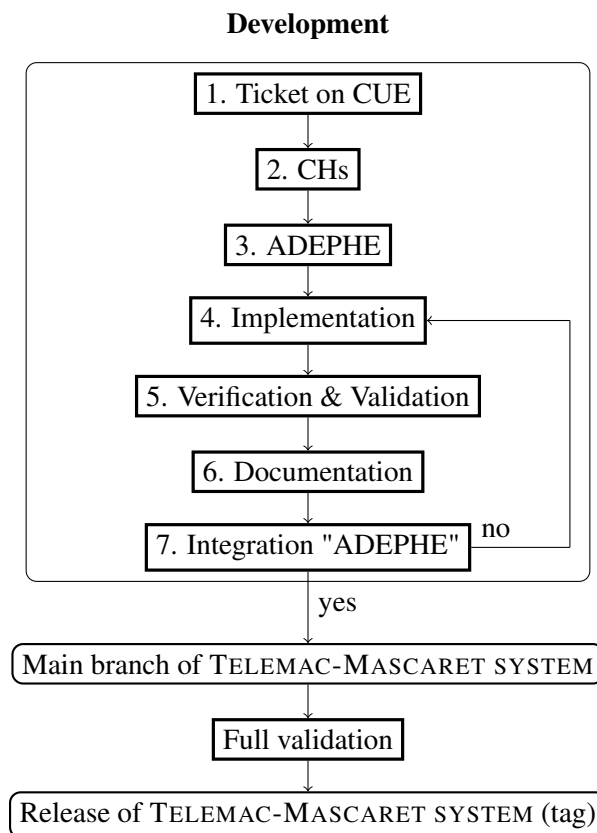 Development
1. Ticket on CUE
2. CHs
3. ADEPHE
4. Implementation
5. Verification & Validation
6. Documentation
7. Integration "ADEPHE"
no
yes
Main branch of TELEMAC-MASCARET SYSTEM
Full validation
Release of TELEMAC-MASCARET SYSTEM (tag)